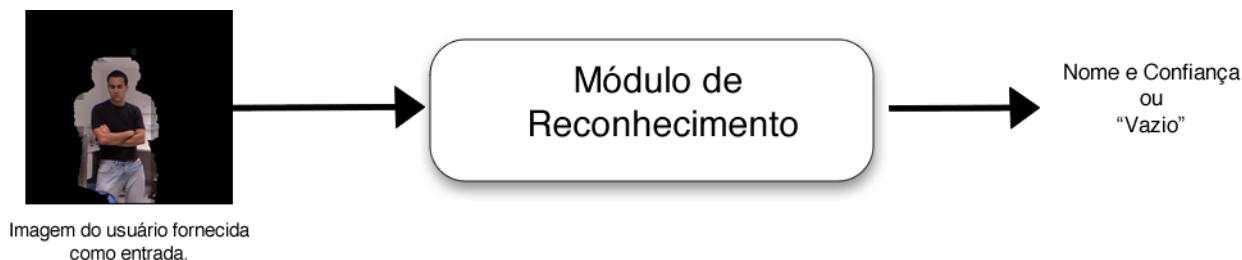 Imagem do usuário fornecida
como entrada.
Módulo de
Reconhecimento
Nome e Confiança
ou
“Vazio”